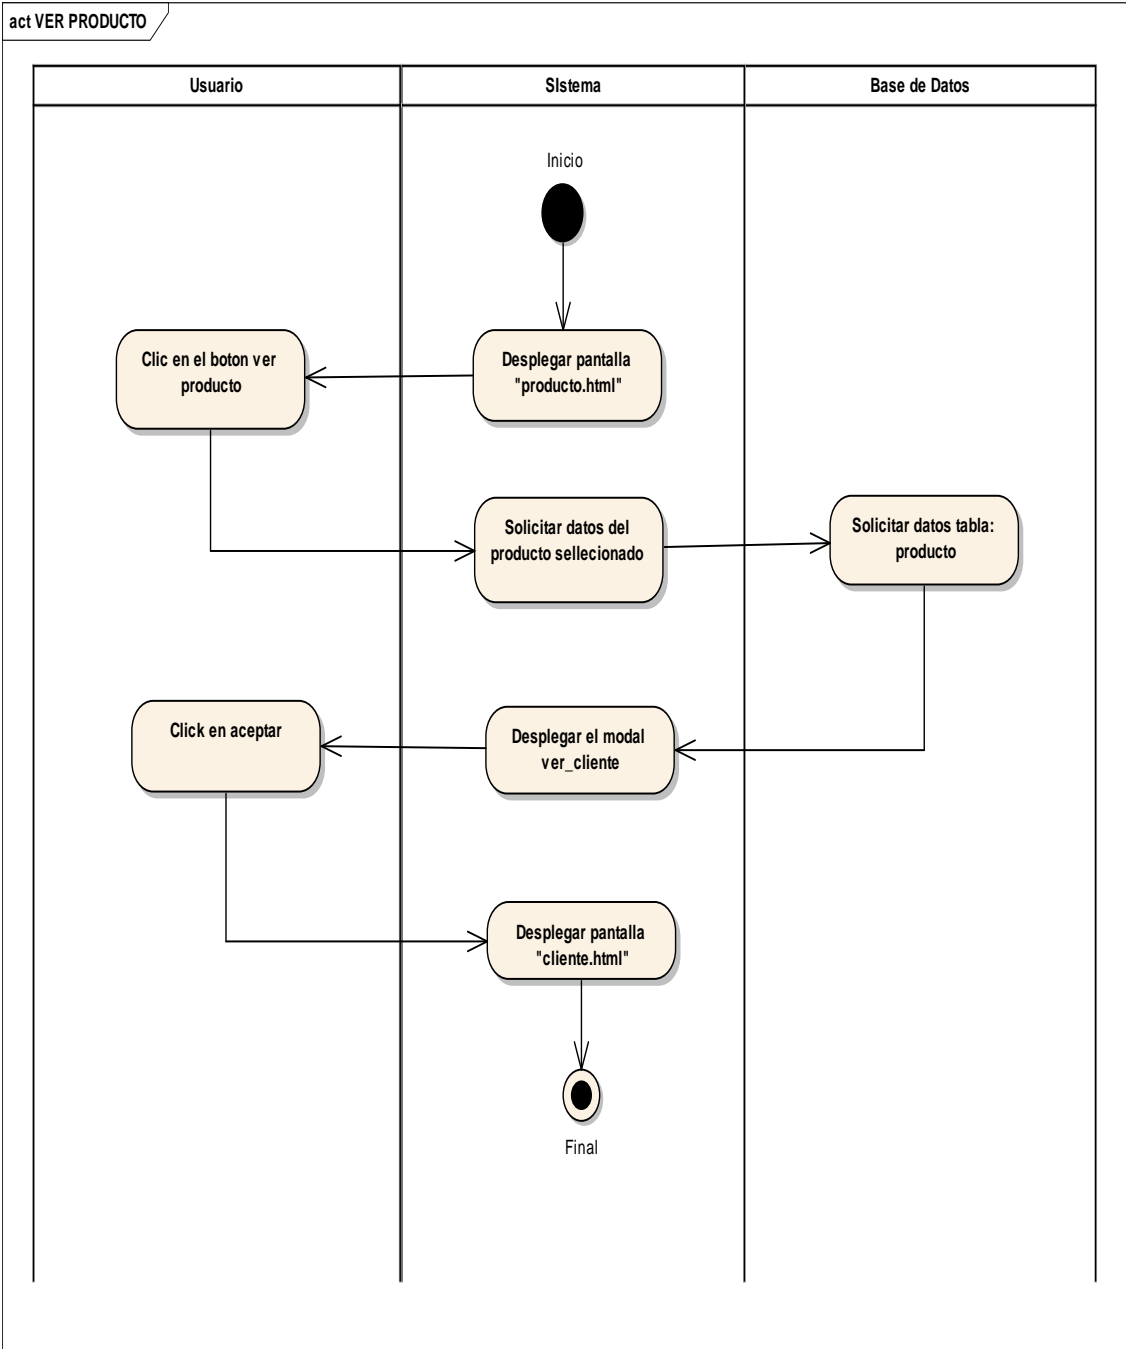 act VER PRODUCTO
Usuario
SIstema
Base de Datos
Inicio
Clic en el boton ver
producto
Desplegar pantalla
"producto.html"
Solicitar datos del
producto sellecionado
Solicitar datos tabla:
producto
Click en aceptar
Desplegar el modal
ver_cliente
Desplegar pantalla
"cliente.html"
Final